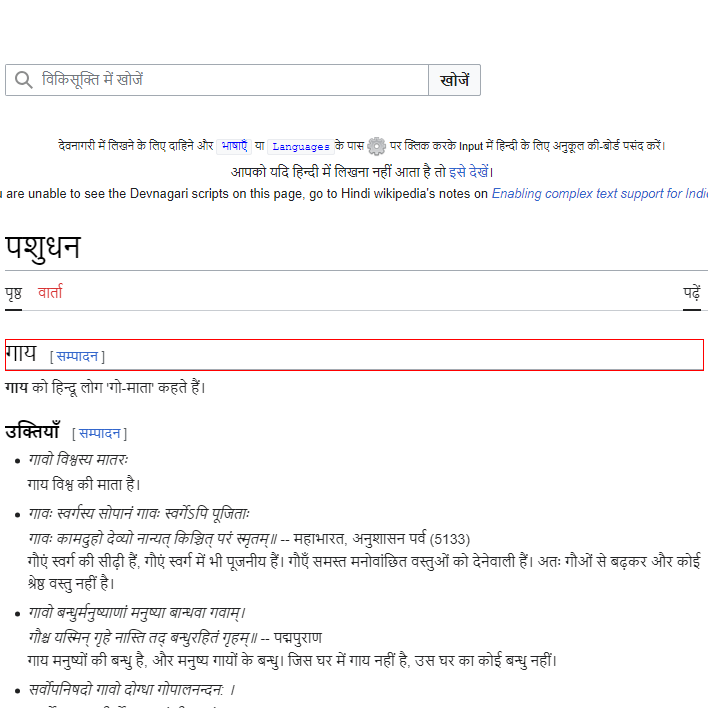 विकिसूक्ति में खोजें
खोजें
देवनागरी में लिखने के लिए दाहिने और भाषाएँ या Languages के पास पर क्लिक करके Input में हिन्दी के लिए अनुकूल की-बोर्ड पसंद करें।
आपको यदि हिन्दी में लिखना नहीं आता है तो इसे देखें।
are unable to see the Devnagari scripts on this page, go to Hindi wikipedia's notes on Enabling complex text support for
पशुधन
पृष्ठ वार्ता पढ़ें
गाय [ सम्पादन ]
गाय को हिन्दू लोग 'गो-माता' कहते हैं।
उक्तियाँ [ सम्पादन ]
• गावो विश्वस्य मातरः
गाय विश्व की माता है।
• गावः स्वर्गस्य सोपानं गावः स्वर्गेऽपि पूजिताः
गावः कामदुहो देव्यो नान्यत् किञ्चित् परं स्मृतम्॥ -- महाभारत, अनुशासन पर्व (5133)
गौएं स्वर्ग की सीढ़ी हैं, गौएं स्वर्ग में भी पूजनीय हैं। गौएँ समस्त मनोवांछित वस्तुओं को देनेवाली हैं। अतः गौओं से बढ़कर और कोई
श्रेष्ठ वस्तु नहीं है।
• गावो बन्धुर्मनुष्याणां मनुष्या बान्धवा गवाम्।
गौश्च यस्मिन् गृहे नास्ति तद् बन्धुरहितं गृहम्॥ -- पद्मपुराण
गाय मनुष्यों की बन्धु है, और मनुष्य गायों के बन्धु। जिस घर में गाय नहीं है, उस घर का कोई बन्धु नहीं।
• सर्वोपनिषदो गावो दोग्धा गोपालनन्दनः ।